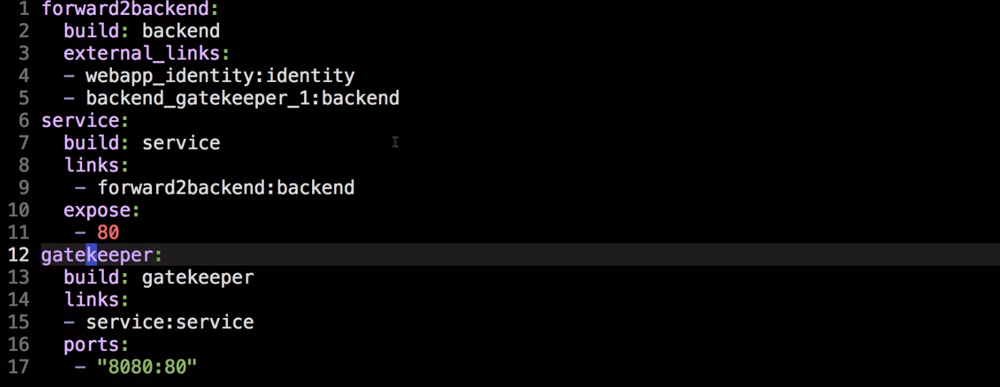 1 forward2backend:
2   build: backend
3   external_links:
4   - webapp_identity:identity
5   - backend_gatekeeper_1:backend
6 service:
7   build: service
8   links:
9    - forward2backend:backend
10   expose:
11    - 80
12 gatekeeper:
13   build: gatekeeper
14   links:
15   - service:service
16   ports:
17    - "8080:80"